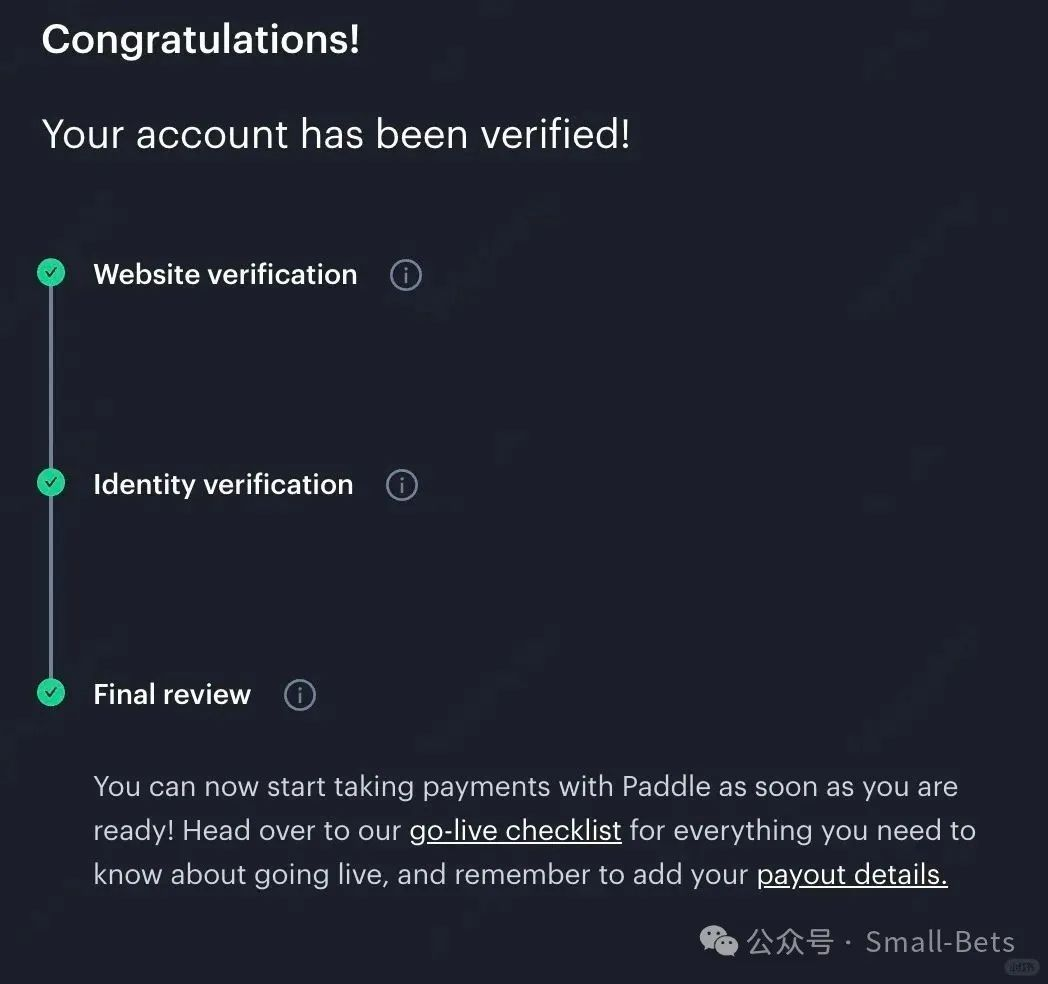 Congratulations!
Your account has been verified!
Website verification
Identity verification
Final review
You can now start taking payments with Paddle as soon as you are
ready! Head over to our go-live checklist for everything you need to
know about going live, and remember to add your payout details.
公众号 · Small-Bets